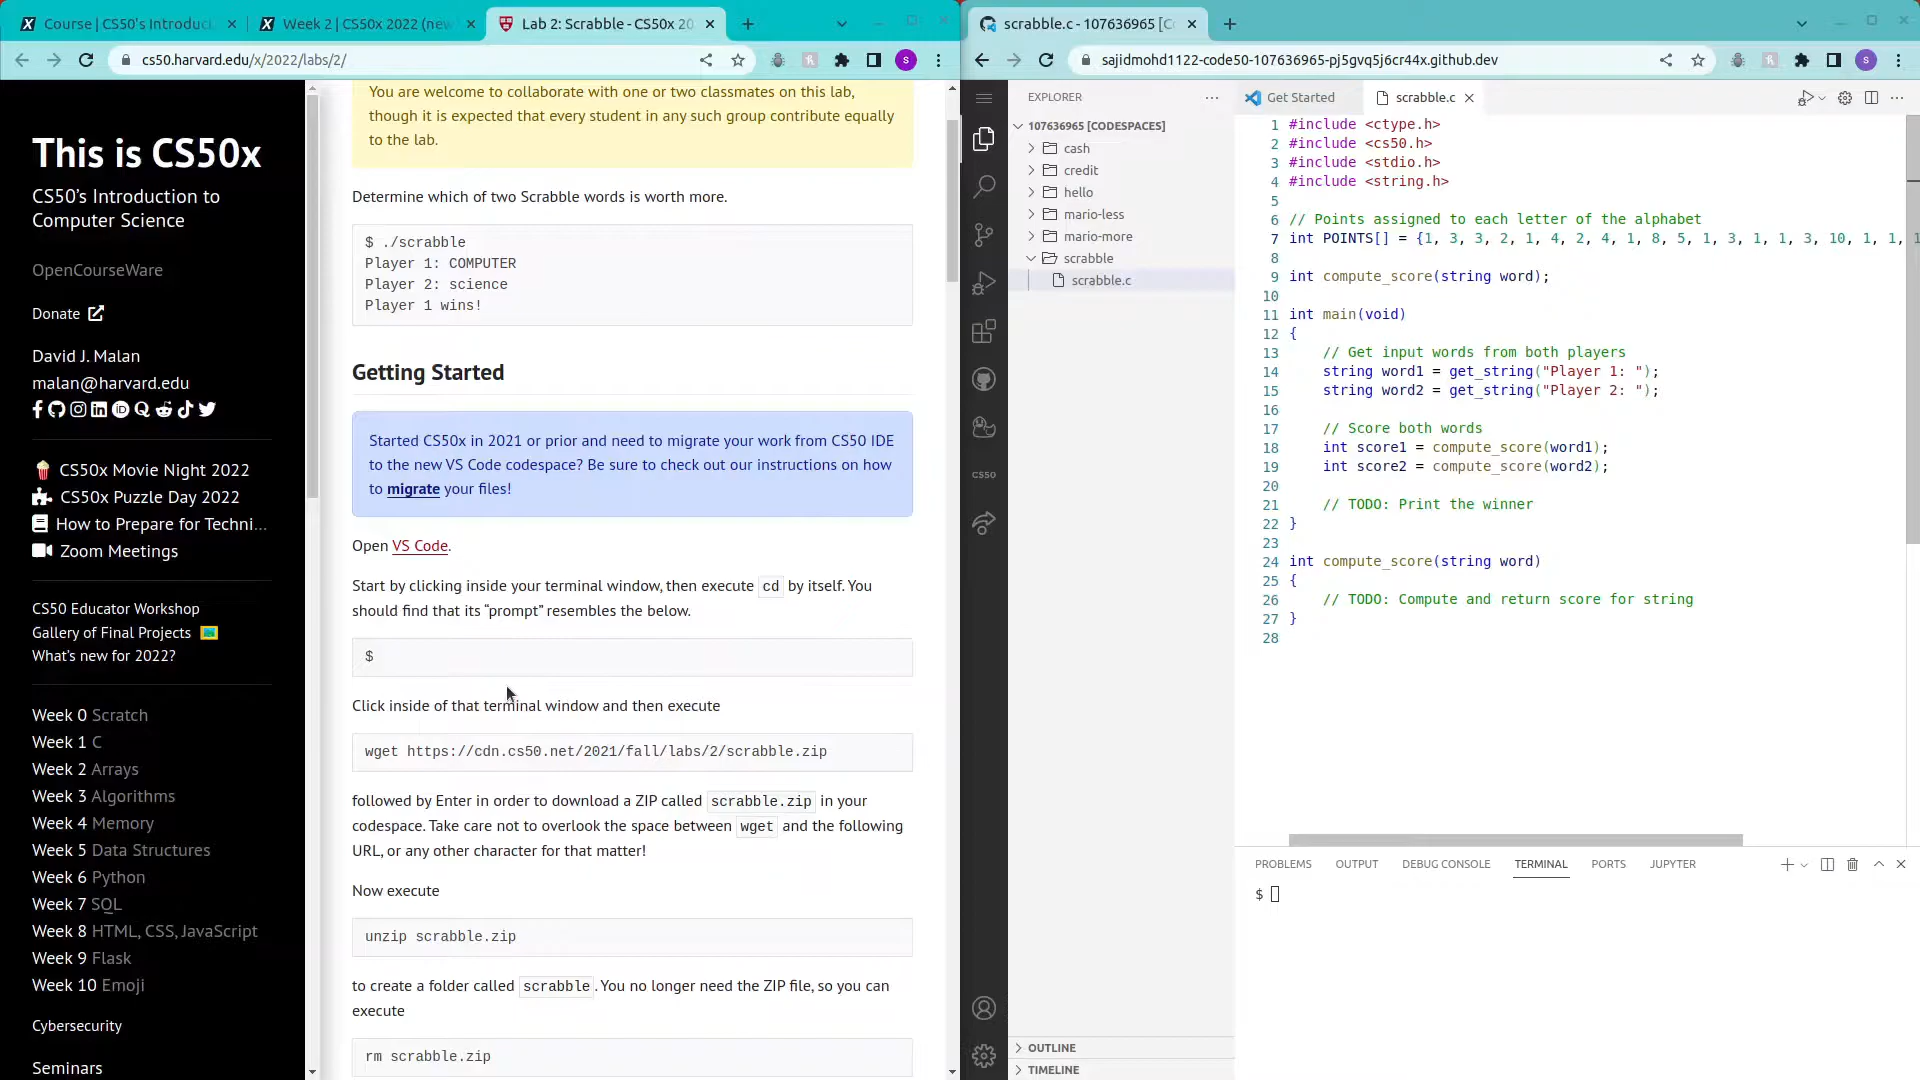 Course | CS50's Introduc
Week 2 | CS50x 2022 (new
Lab 2: Scrabble - CS50x 20
cs50.harvard.edu/x/2022/labs/2/
S
This is CS50x
CS50's Introduction to
Computer Science
OpenCourseWare
Donate
David J. Malan
malan@harvard.edu
CS50x Movie Night 2022
CS50x Puzzle Day 2022
How to Prepare for Techni...
Zoom Meetings
CS50 Educator Workshop
Gallery of Final Projects
What's new for 2022?
Week 0 Scratch
Week 1 C
Week 2 Arrays
Week 3 Algorithms
Week 4 Memory
Week 5 Data Structures
Week 6 Python
Week 7 SQL
Week 8 HTML, CSS, JavaScript
Week 9 Flask
Week 10 Emoji
Cybersecurity
Seminars
You are welcome to collaborate with one or two classmates on this lab,
though it is expected that every student in any such group contribute equally
to the lab.
Determine which of two Scrabble words is worth more.
$ ./scrabble
Player 1: COMPUTER
Player 2: science
Player 1 wins!
Getting Started
Started CS50x in 2021 or prior and need to migrate your work from CS50 IDE
to the new VS Code codespace? Be sure to check out our instructions on how
to migrate your files!
Open VS Code.
Start by clicking inside your terminal window, then execute cd by itself. You
should find that its “prompt” resembles the below.
$
Click inside of that terminal window and then execute
wget https://cdn.cs50.net/2021/fall/labs/2/scrabble.zip
followed by Enter in order to download a ZIP called scrabble.zip in your
codespace. Take care not to overlook the space between wget and the following
URL, or any other character for that matter!
Now execute
unzip scrabble.zip
to create a folder called scrabble. You no longer need the ZIP file, so you can
execute
rm scrabble.zip
scrabble.c - 107636965 [C
sajidmohd1122-code50-107636965-pj5gvq5j6cr44x.github.dev
S
CS50
EXPLORER
107636965 [CODESPACES]
cash
credit
hello
mario-less
mario-more
scrabble
scrabble.c
OUTLINE
TIMELINE
Get Started
scrabble.c
1 #include <ctype.h>
2 #include <cs50.h>
3 #include <stdio.h>
4 #include <string.h>
5
6 // Points assigned to each letter of the alphabet
7 int POINTS[] = {1, 3, 3, 2, 1, 4, 2, 4, 1, 8, 5, 1, 3, 1, 1, 3, 10, 1, 1, 1
8
9 int compute_score(string word);
10
11 int main(void)
12 {
13 // Get input words from both players
14 string word1 = get_string("Player 1: ");
15 string word2 = get_string("Player 2: ");
16
17 // Score both words
18 int score1 = compute_score(word1);
19 int score2 = compute_score(word2);
20
21 // TODO: Print the winner
22 }
23
24 int compute_score(string word)
25 {
26 // TODO: Compute and return score for string
27 }
28
PROBLEMS OUTPUT DEBUG CONSOLE TERMINAL PORTS JUPYTER
$